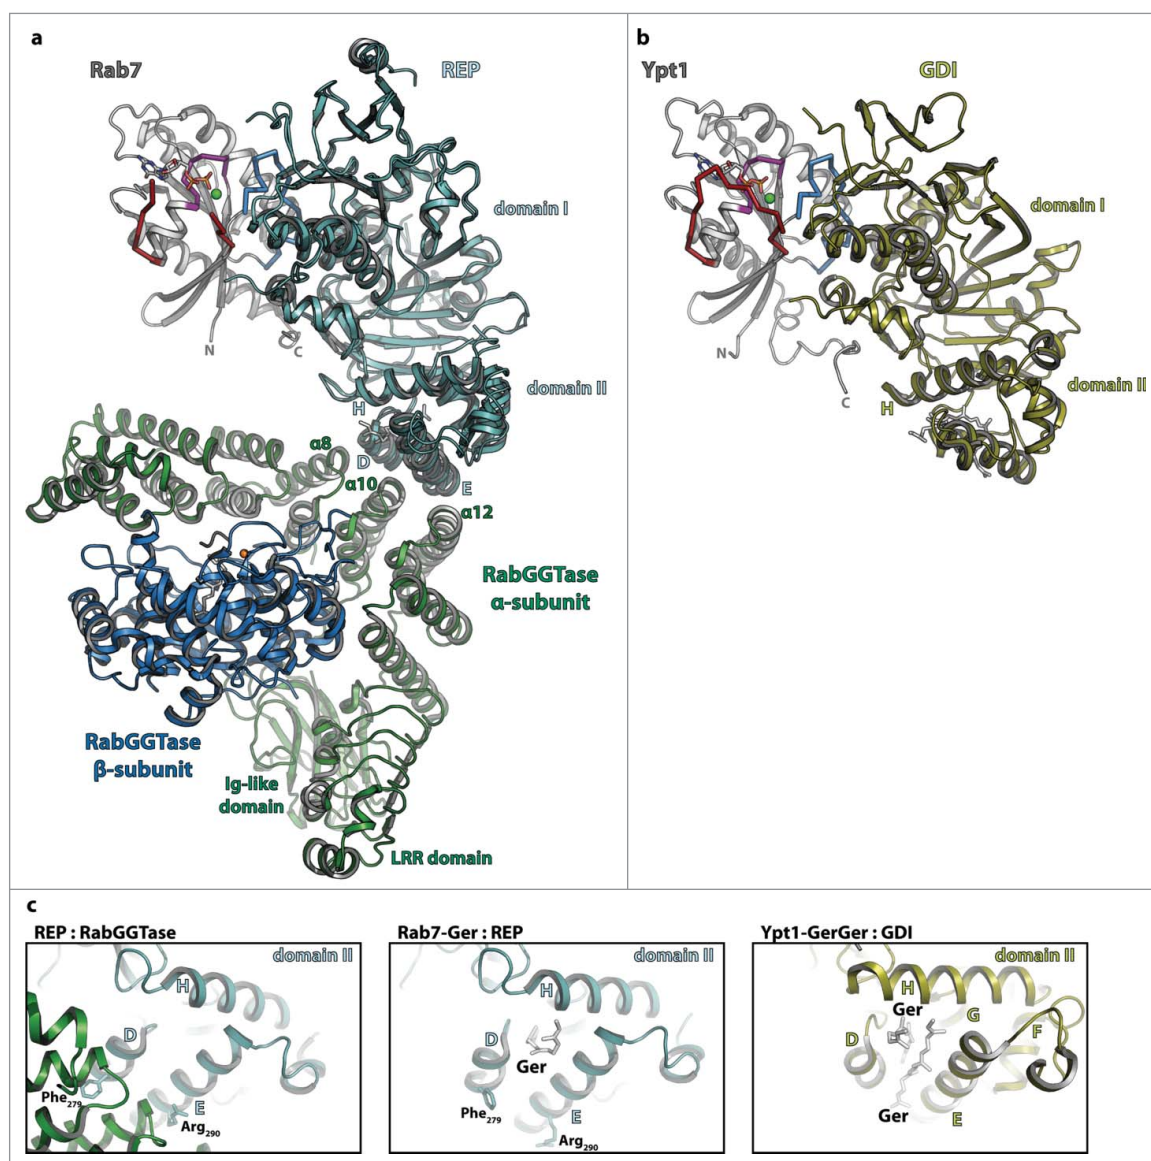 a
Rab7
REP
domain I
N
C
domain II
H
D
E
α8
α10
α12
RabGGTase
α-subunit
RabGGTase
β-subunit
Ig-like
domain
LRR domain
b
Ypt1
GDI
domain I
N
C
H
domain II
c
REP : RabGGTase
domain II
H
D
Phe279
E
Arg290
Rab7-Ger : REP
domain II
H
D
Ger
Phe279
E
Arg290
Ypt1-GerGer : GDI
domain II
H
Ger
G
D
F
Ger
E